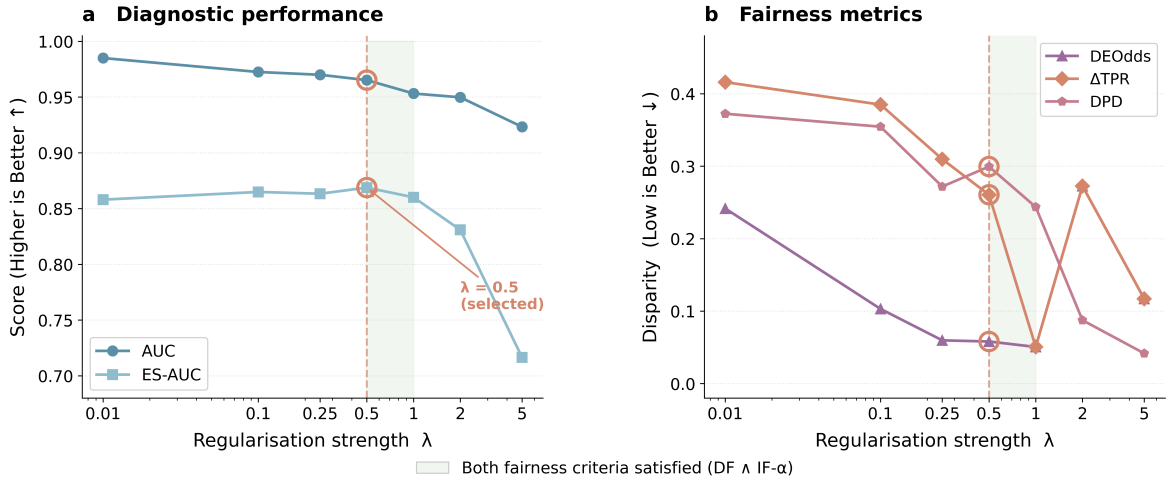 a Diagnostic performance
Score (Higher is Better ↑)
1.00
0.95
0.90
0.85
0.80
0.75
0.70
λ = 0.5
(selected)
AUC
ES-AUC
0.01 0.1 0.25 0.5 1 2 5
Regularisation strength λ
b Fairness metrics
Disparity (Low is Better ↓)
0.4
0.3
0.2
0.1
0.0
DEOdds
ΔTPR
DPD
0.01 0.1 0.25 0.5 1 2 5
Regularisation strength λ
Both fairness criteria satisfied (DF ∧ IF-α)